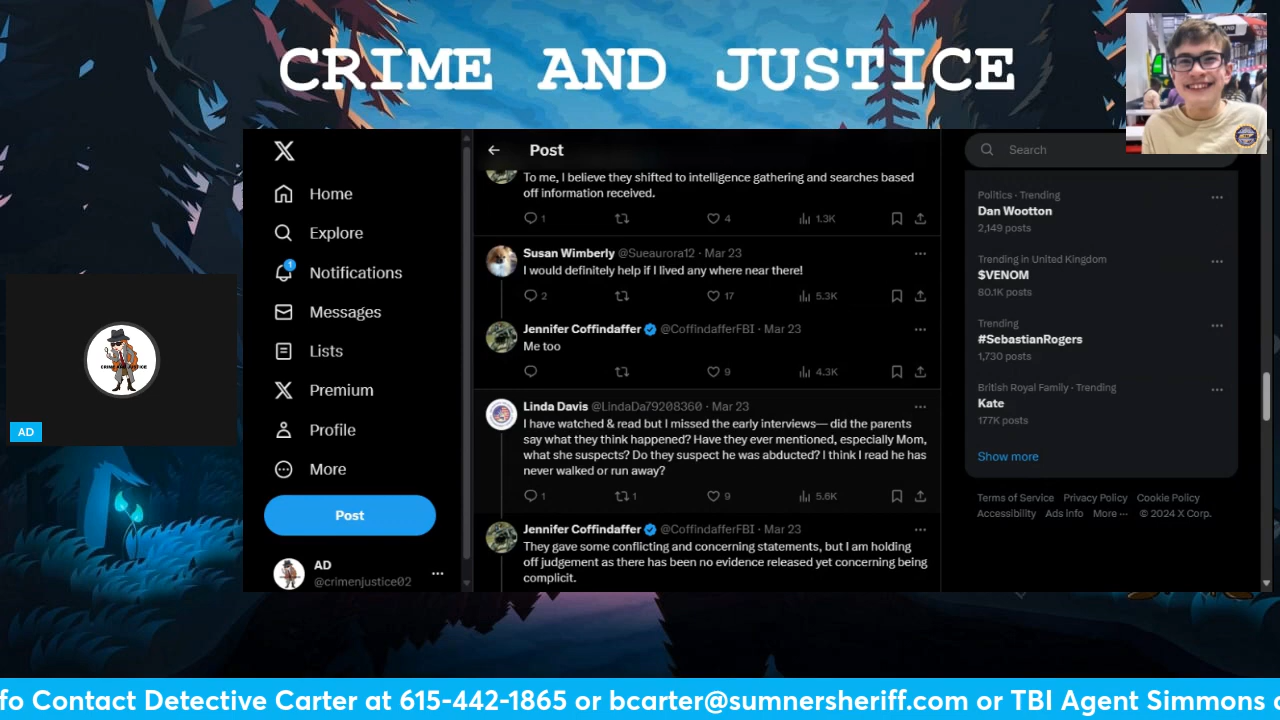 CRIME AND JUSTICE
Home
Explore
1
Notifications
Messages
Lists
Premium
Profile
More
Post
AD
@crimenjustice02
Post
To me, I believe they shifted to intelligence gathering and searches based
off information received.
1
4
1.3K
Susan Wimberly @Sueaurora12 · Mar 23
I would definitely help if I lived any where near there!
2
17
5.3K
Jennifer Coffindaffer @CoffindafferFBI · Mar 23
Me too
9
4.3K
Linda Davis @LindaDa79208360 · Mar 23
I have watched & read but I missed the early interviews— did the parents
say what they think happened? Have they ever mentioned, especially Mom,
what she suspects? Do they suspect he was abducted? I think I read he has
never walked or run away?
1
1
9
5.6K
Jennifer Coffindaffer @CoffindafferFBI · Mar 23
They gave some conflicting and concerning statements, but I am holding
off judgement as there has been no evidence released yet concerning being
complicit.
Search
Politics · Trending
Dan Wootton
2,149 posts
Trending in United Kingdom
$VENOM
80.1K posts
Trending
#SebastianRogers
1,730 posts
British Royal Family · Trending
Kate
177K posts
Show more
Terms of Service Privacy Policy Cookie Policy
Accessibility Ads info More ··· © 2024 X Corp.
CRIME AND JUSTICE
AD
fo Contact Detective Carter at 615-442-1865 or bcarter@sumnersheriff.com or TBI Agent Simmons